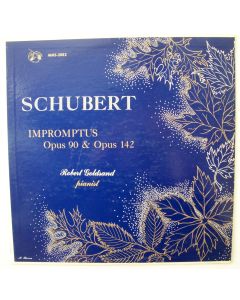 SCHUBERT
IMPROMPTUS
Opus 90 & Opus 142
Robert Goldsand
pianist